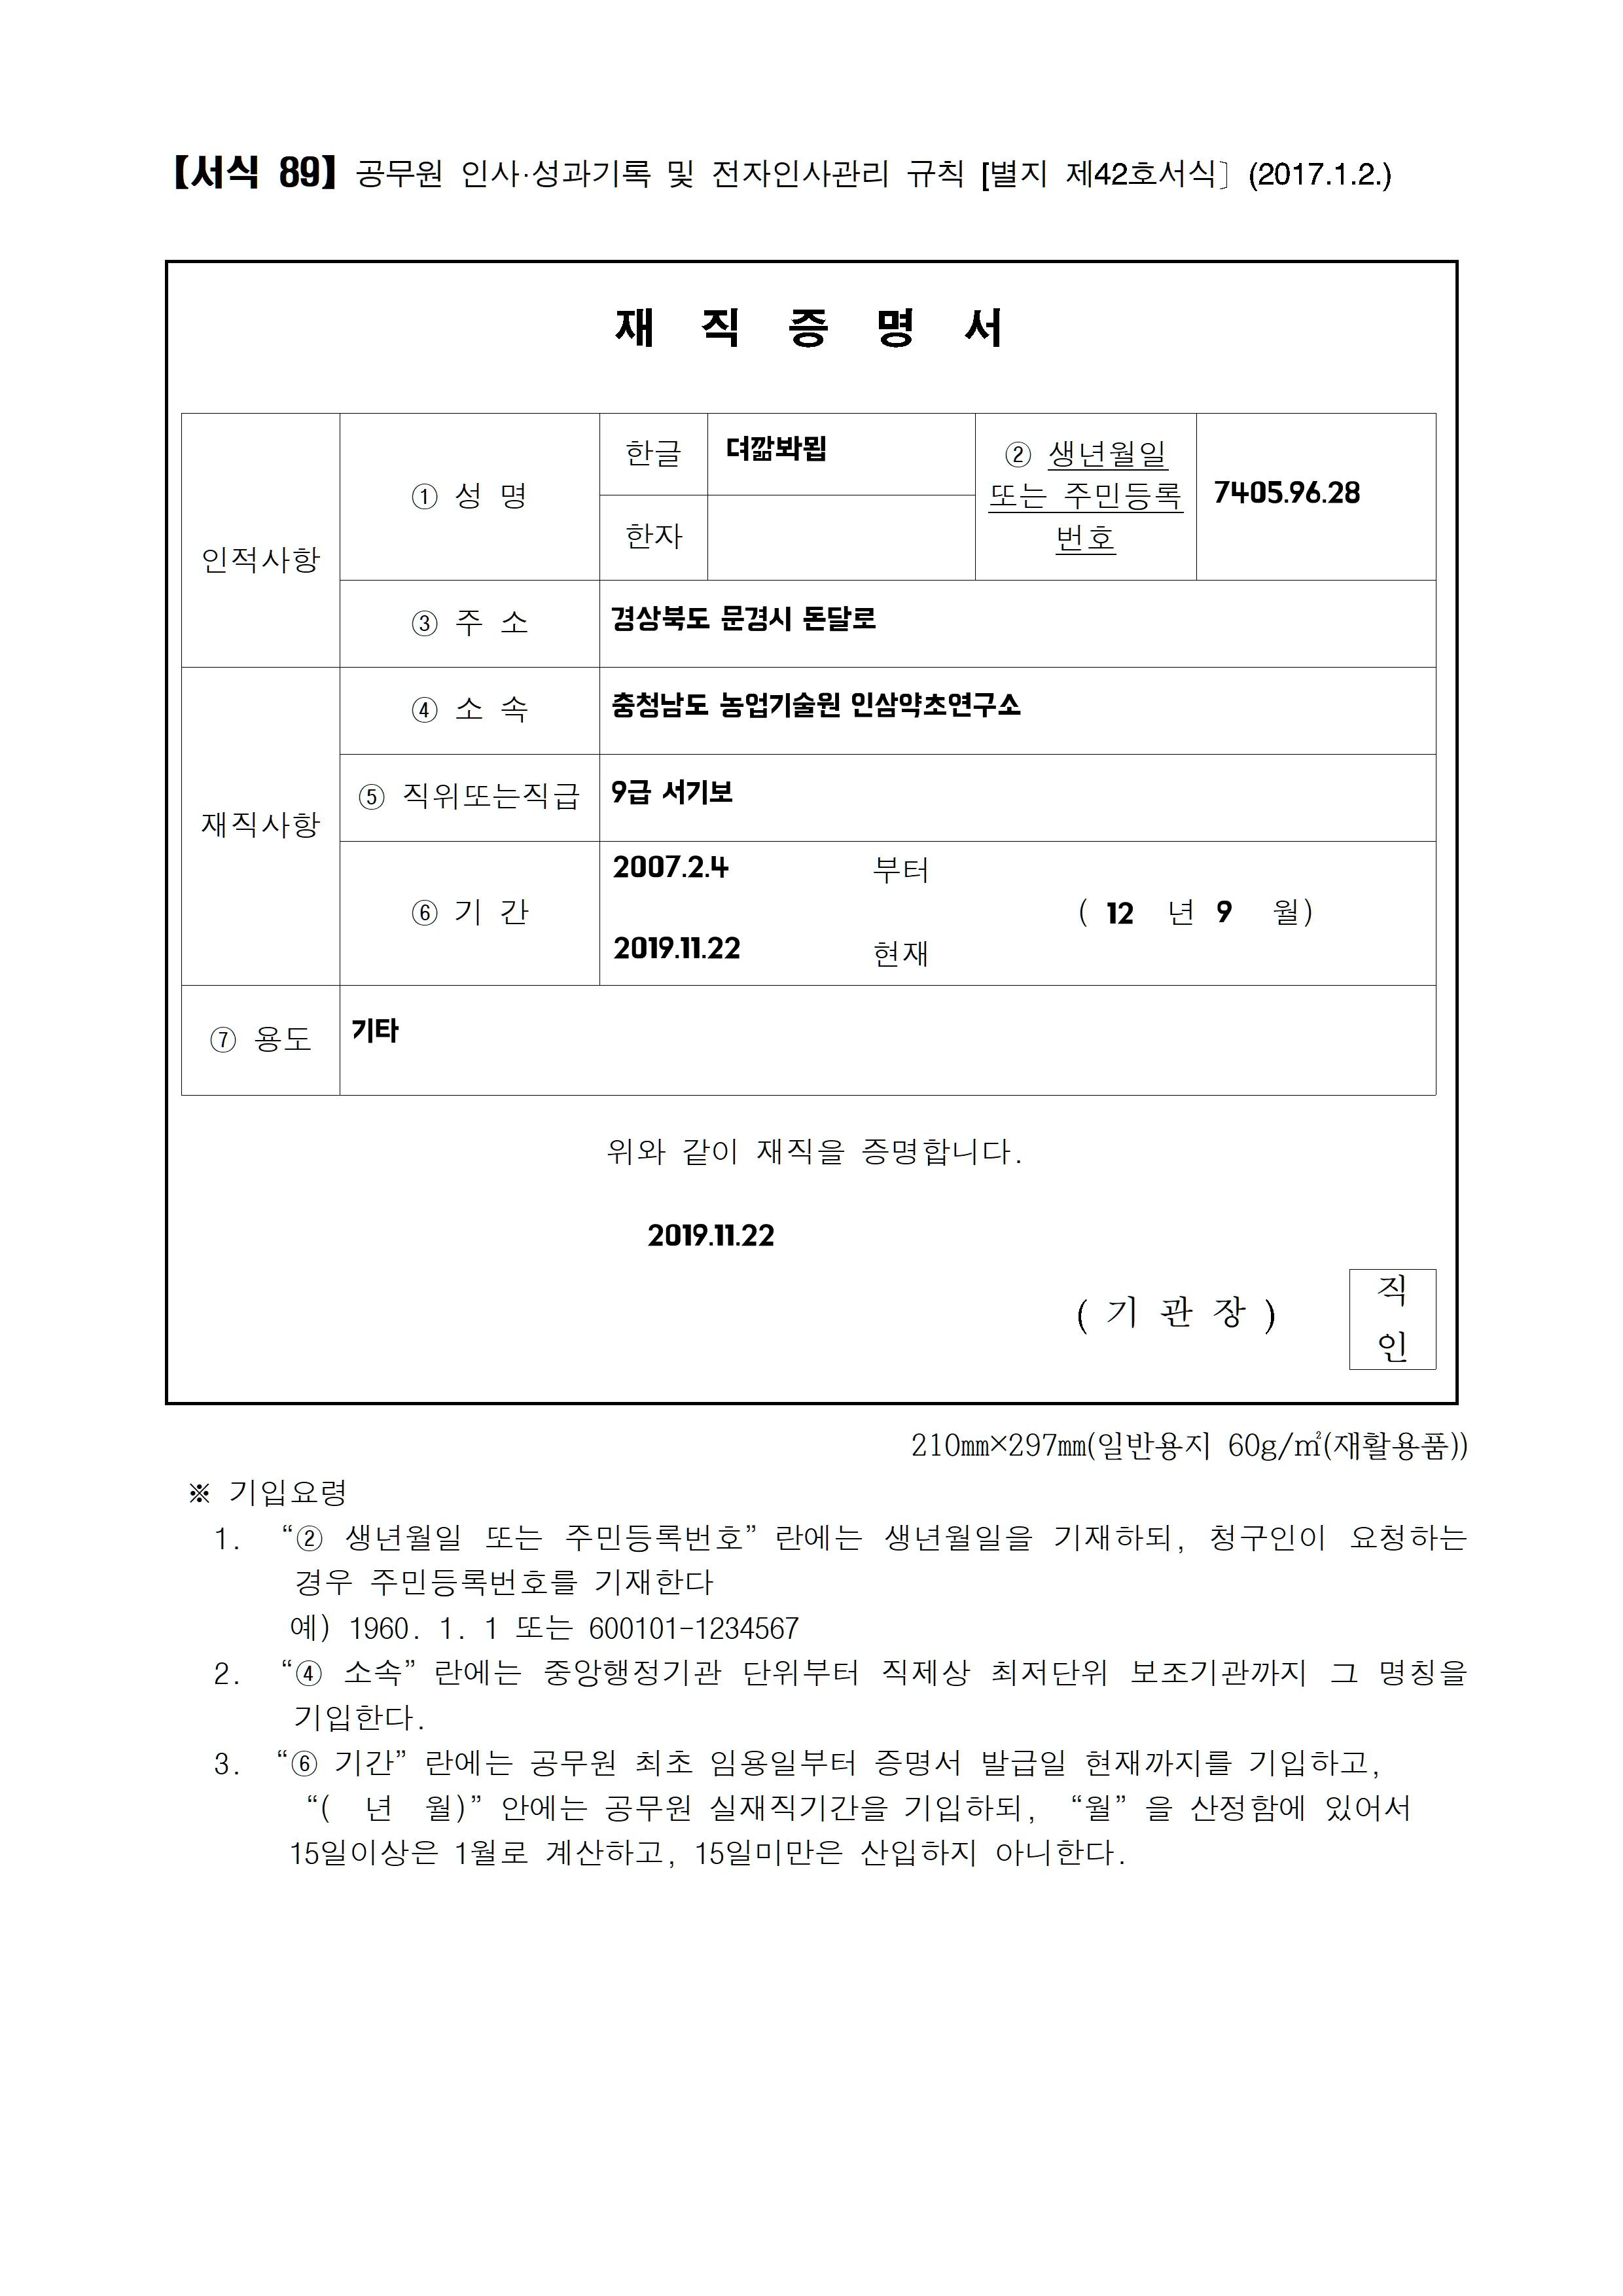 【서식 89】 공무원 인사·성과기록 및 전자인사관리 규칙 [별지 제42호서식〕(2017.1.2.)
재 직 증 명 서
인적사항
① 성 명
한글
더깖봐묍
한자
② 생년월일
또는 주민등록
번호
7405.96.28
③ 주 소
경상북도 문경시 돈달로
재직사항
④ 소 속
충청남도 농업기술원 인삼약초연구소
⑤ 직위또는직급
9급 서기보
⑥ 기 간
2007.2.4 부터
( 12 년 9 월)
2019.11.22 현재
⑦ 용도
기타
위와 같이 재직을 증명합니다.
2019.11.22
( 기 관 장 )
직
인
210㎜×297㎜(일반용지 60g/㎡(재활용품))
※ 기입요령
1. “② 생년월일 또는 주민등록번호” 란에는 생년월일을 기재하되, 청구인이 요청하는
경우 주민등록번호를 기재한다
예) 1960. 1. 1 또는 600101-1234567
2. “④ 소속” 란에는 중앙행정기관 단위부터 직제상 최저단위 보조기관까지 그 명칭을
기입한다.
3. “⑥ 기간” 란에는 공무원 최초 임용일부터 증명서 발급일 현재까지를 기입하고,
“( 년 월)” 안에는 공무원 실재직기간을 기입하되, “월” 을 산정함에 있어서
15일이상은 1월로 계산하고, 15일미만은 산입하지 아니한다.